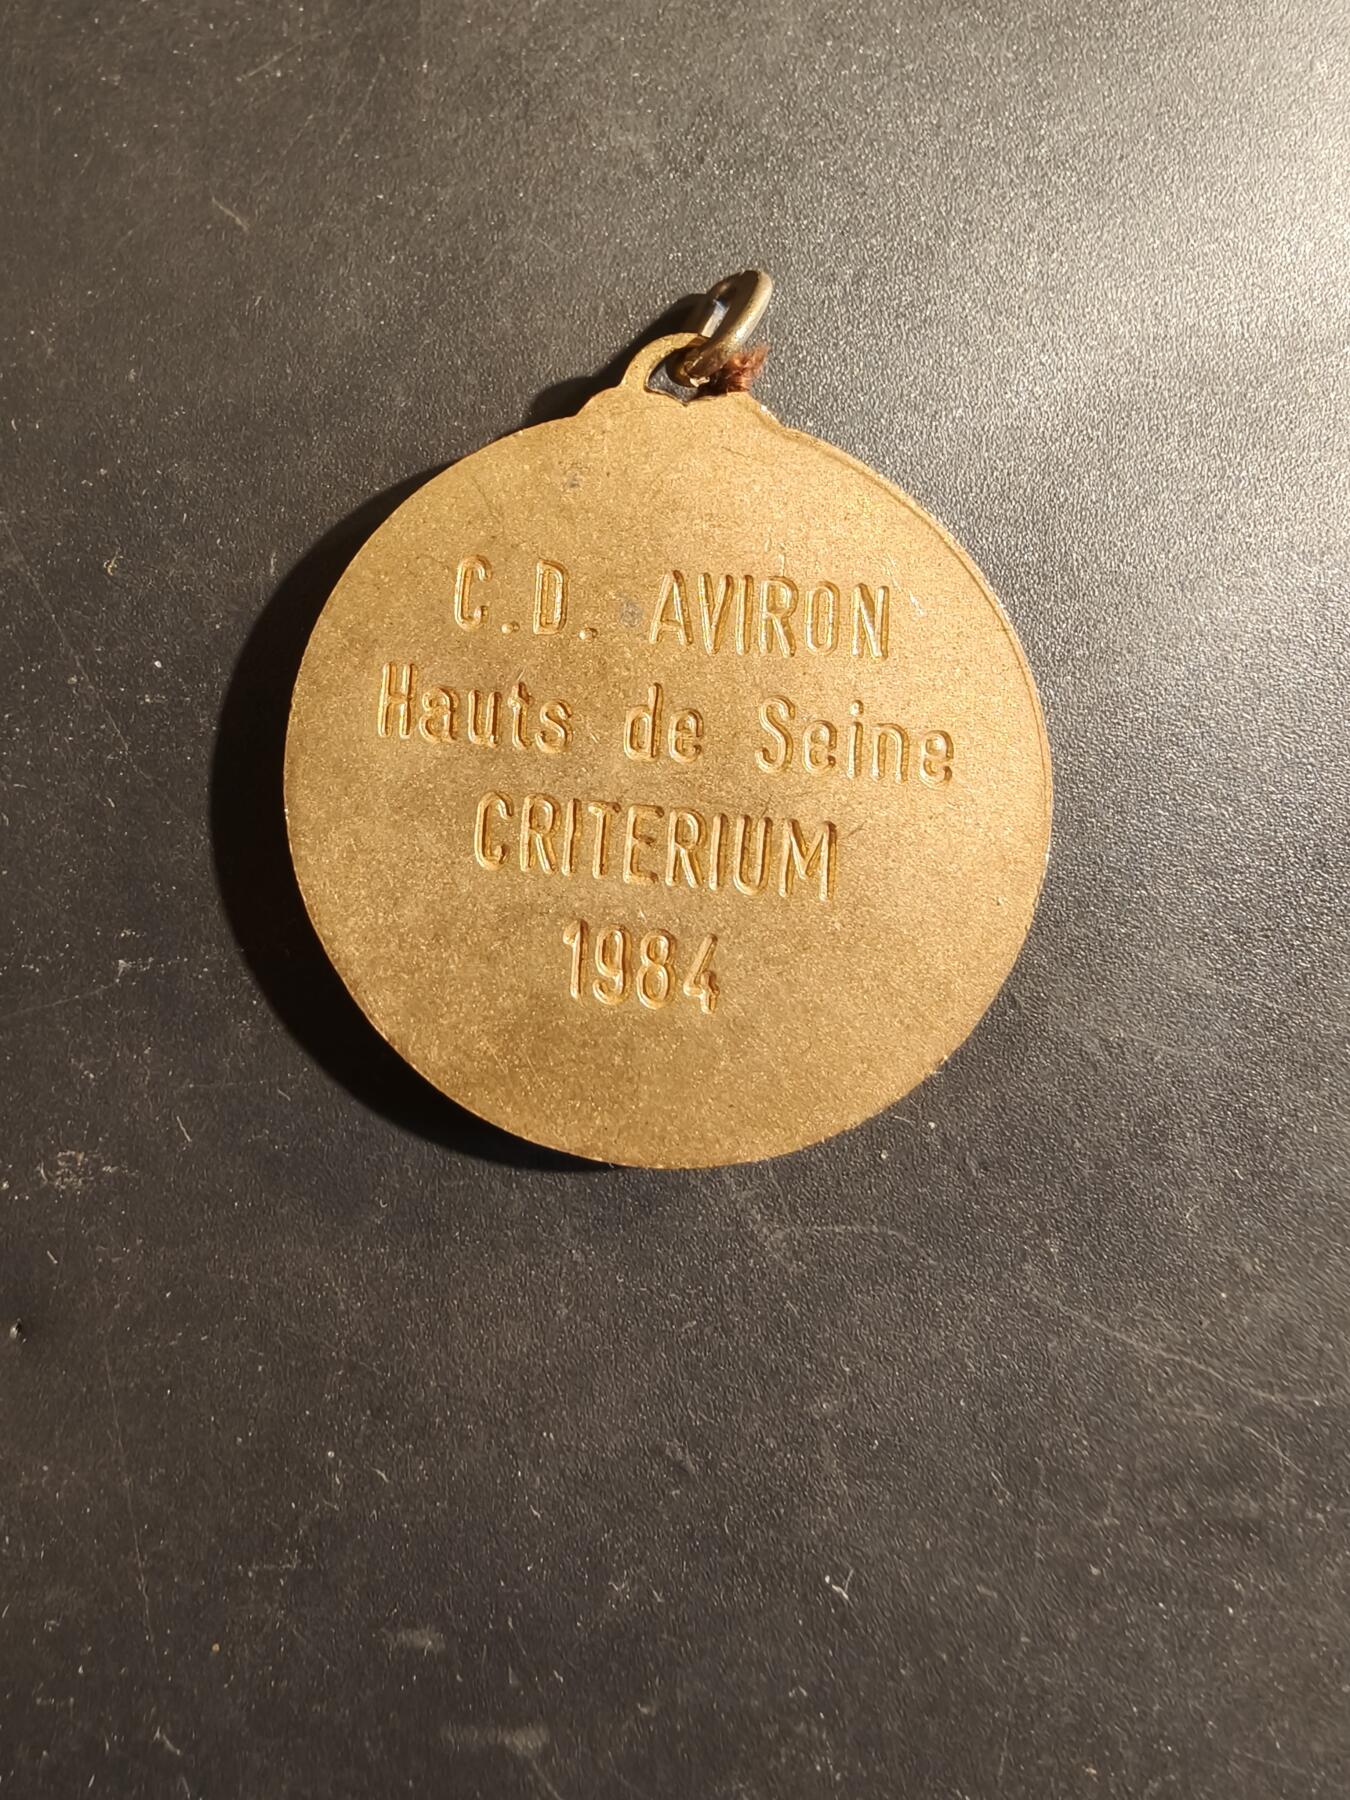 C.D. AVIRON
Hauts de Seine
CRITERIUM
1984